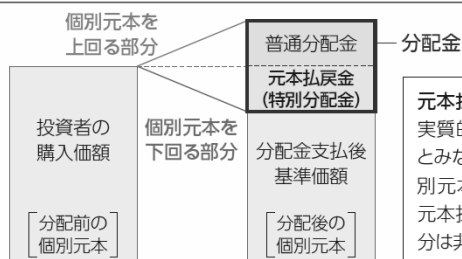 個別元本を
上回る部分
普通分配金
分配金
元本払戻金
(特別分配金)
投資者の
購入価額
個別元本を
下回る部分
分配金支払後
基準価額
分配前の
個別元本
分配後の
個別元本
元本払
実質的
とみな
別元本
元本払
分は非